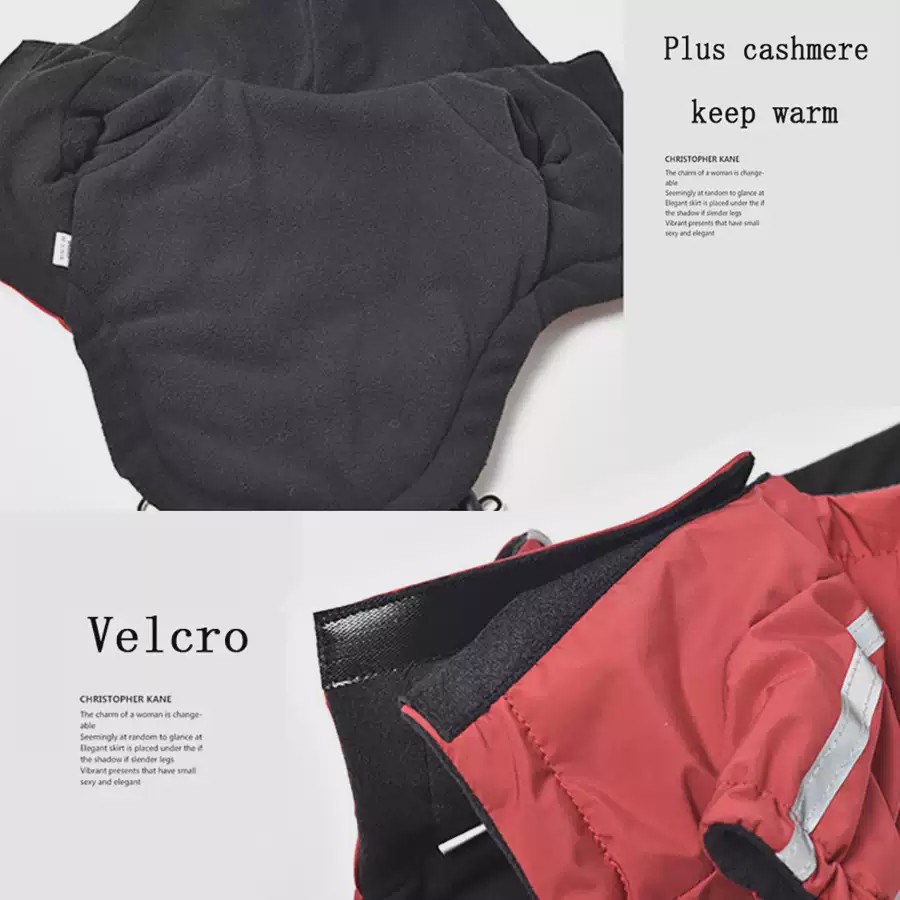 Plus cashmere
keep warm
CHRISTOPHER KANE
The charm of a woman is change-
able
Seemingly at random to glance at
Elegant skirt is placed under the if
the shadow if slender legs
Vibrant presents that have small
sexy and elegant
Velcro
CHRISTOPHER KANE
The charm of a woman is change-
able
Seemingly at random to glance at
Elegant skirt is placed under the if
the shadow if slender legs
Vibrant presents that have small
sexy and elegant